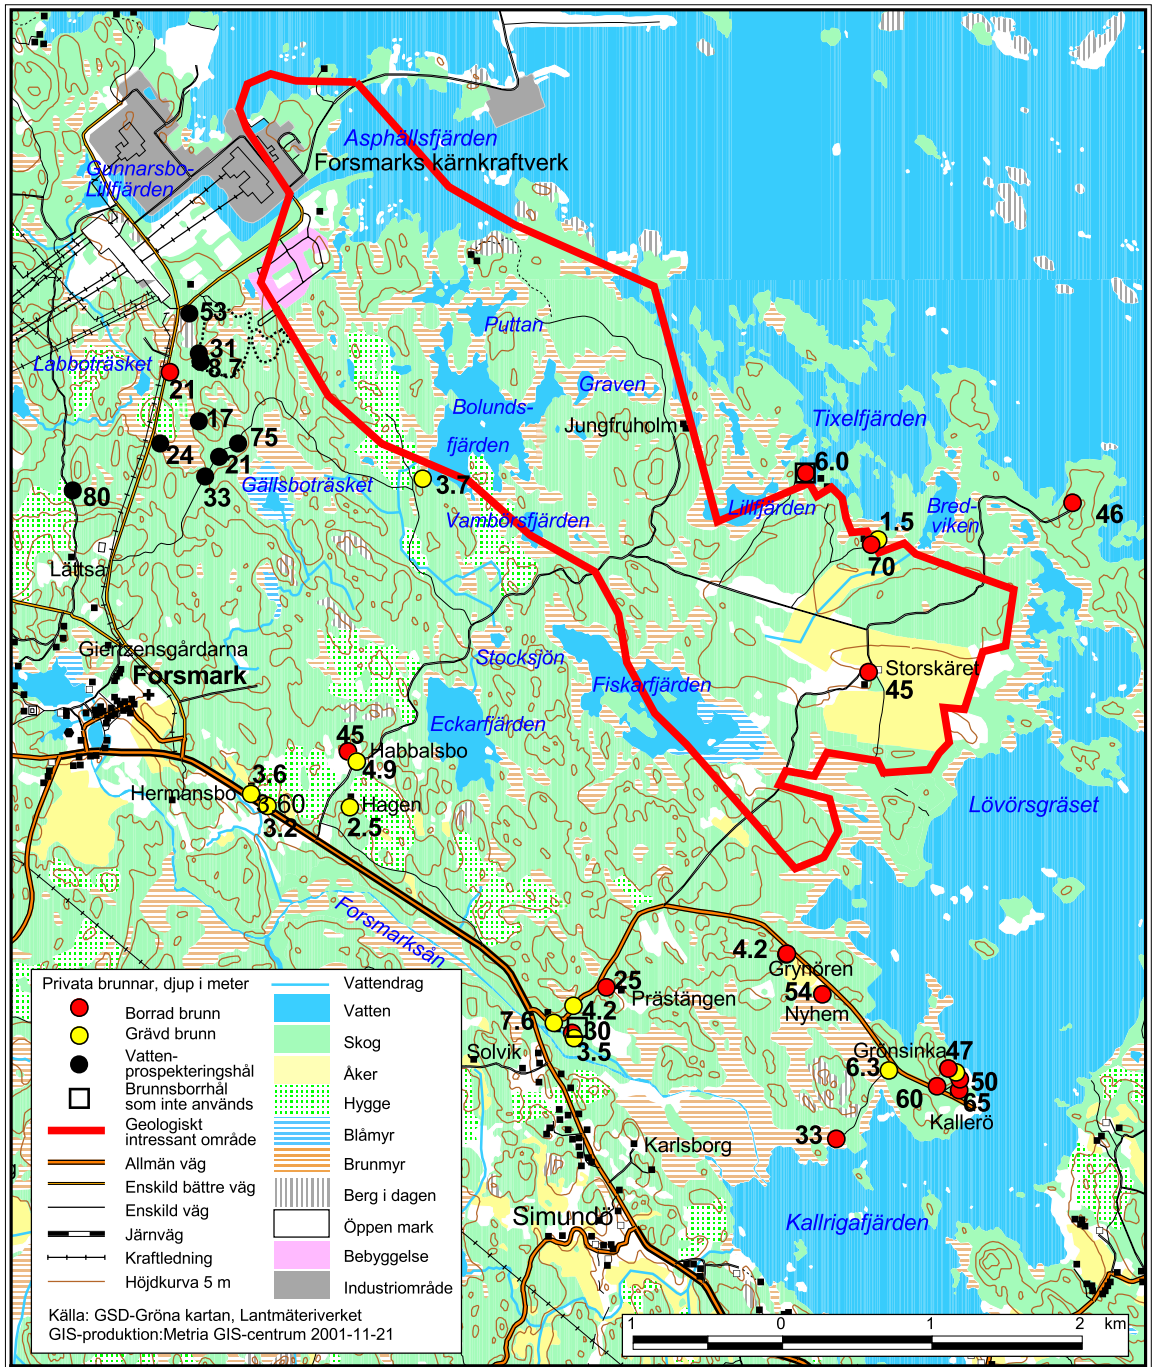 Asphällsfjärden
Forsmarks kärnkraftverk
Gunnarsbo-
Lillfjärden
53
Puttan
31
8.7
Labboträsket
21
Graven
Bolunds-
fjärden
Jungfruholm
Tixelfjärden
17
75
24
21
33
Gällsboträsket
3.7
6.0
80
Vambörsfjärden
Lillfjärden
Bred-
viken
46
1.5
70
Lättsa
Giertzensgårdarna
Forsmark
Stocksjön
Fiskarfjärden
Storskäret
45
Eckarfjärden
45
Habbalsbo
4.9
3.6
Hermansbo
3.60
3.2
Hagen
2.5
Lövörsgräset
Forsmarksån
4.2
Grynören
54
Nyhem
25
Prästängen
4.2
7.6
30
3.5
Solvik
Grönsinka
47
6.3
50
60
65
Kallerö
33
Karlsborg
Simundö
Kallrigafjärden
Privata brunnar, djup i meter
Borrad brunn
Grävd brunn
Vatten-
prospekteringshål
Brunnsborrhål
som inte används
Geologiskt
intressant område
Allmän väg
Enskild bättre väg
Enskild väg
Järnväg
Kraftledning
Höjdkurva 5 m
Vattendrag
Vatten
Skog
Åker
Hygge
Blåmyr
Brunmyr
Berg i dagen
Öppen mark
Bebyggelse
Industriområde
Källa: GSD-Gröna kartan, Lantmäteriverket
GIS-produktion:Metria GIS-centrum 2001-11-21
1 0 1 2 km